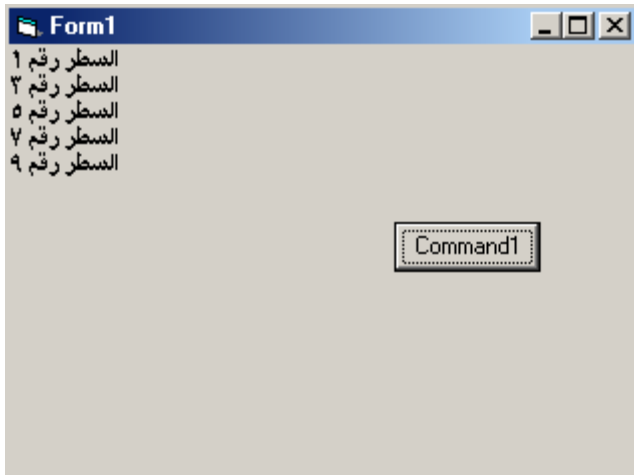 Form1
السطر رقم ١
السطر رقم ٣
السطر رقم ٥
السطر رقم ٧
السطر رقم ٩
Command1